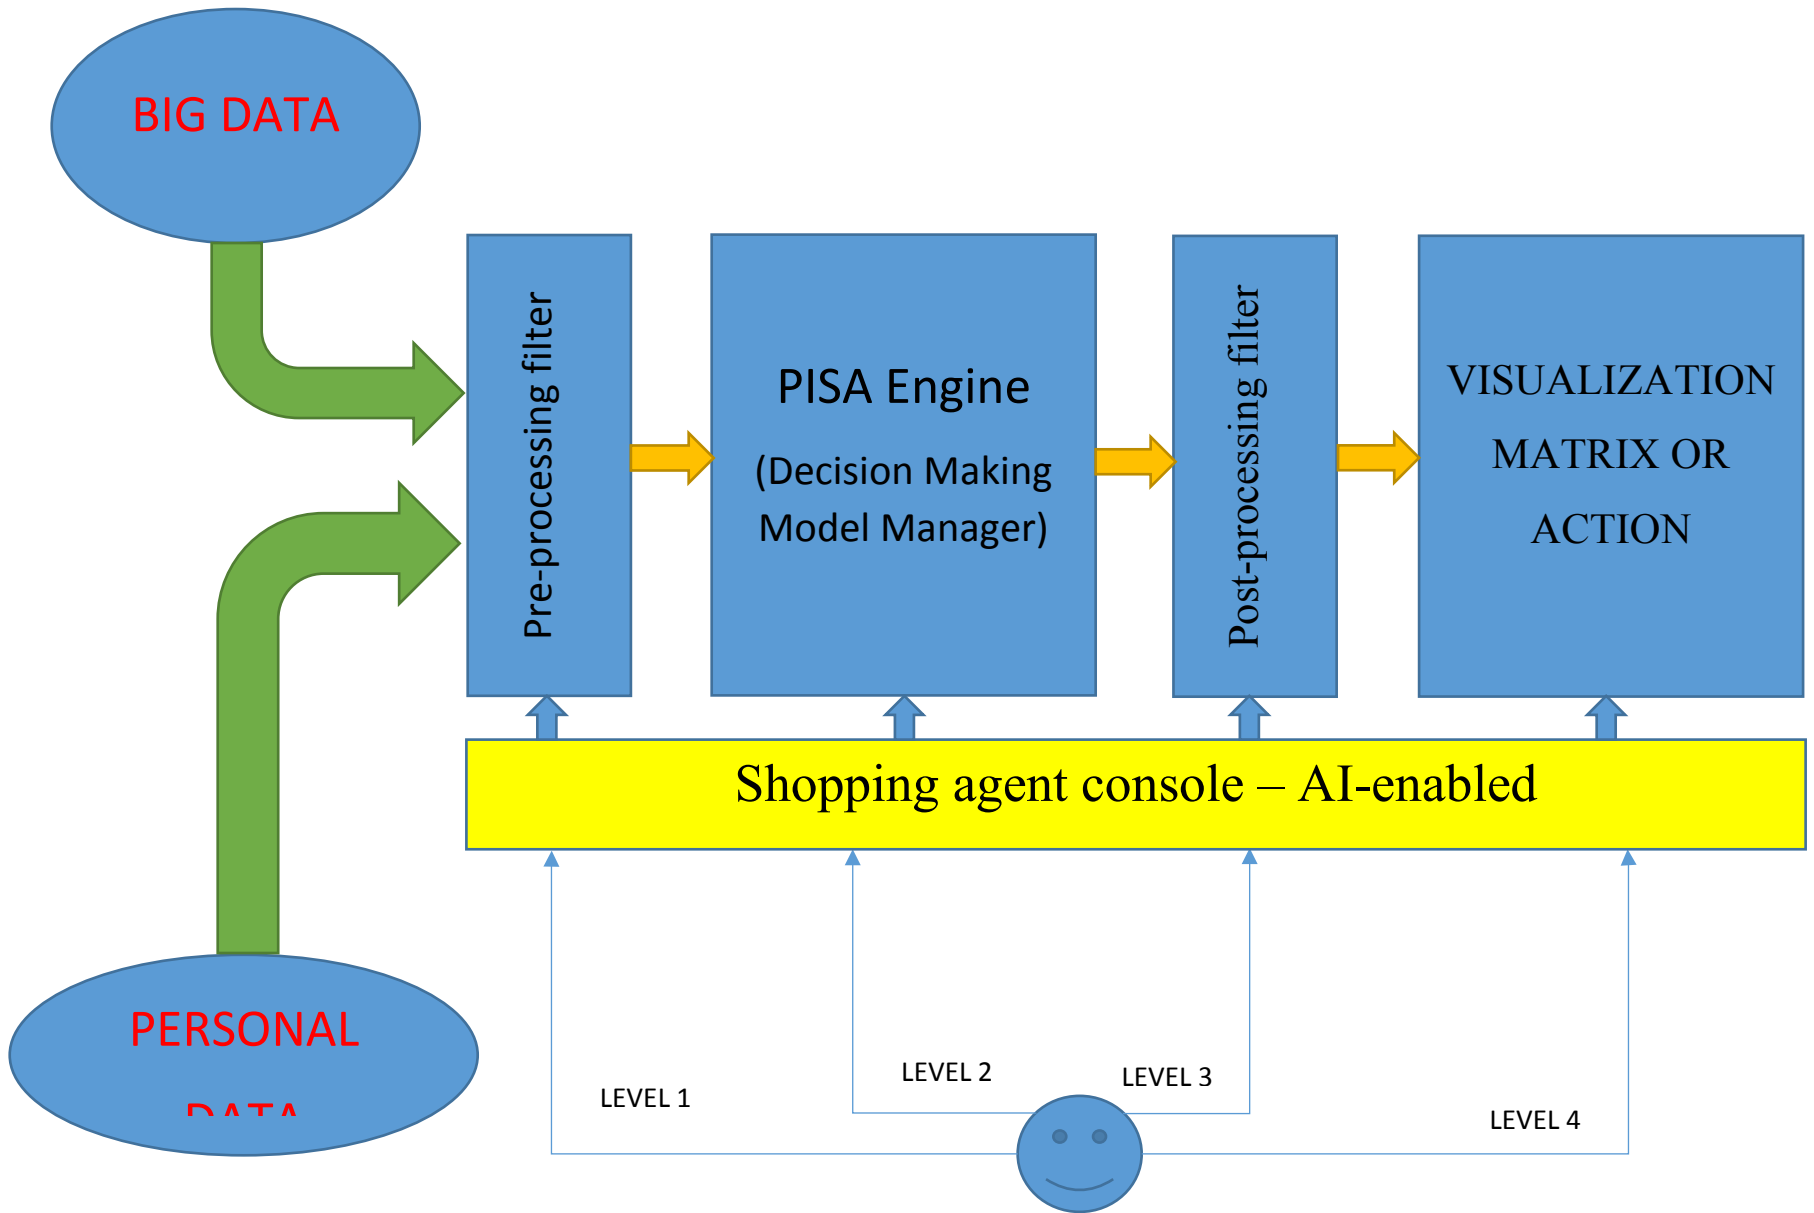 BIG DATA
Pre-processing filter
PISA Engine
(Decision Making
Model Manager)
Post-processing filter
VISUALIZATION
MATRIX OR
ACTION
Shopping agent console – AI-enabled
PERSONAL
DATA
LEVEL 1
LEVEL 2
LEVEL 3
LEVEL 4